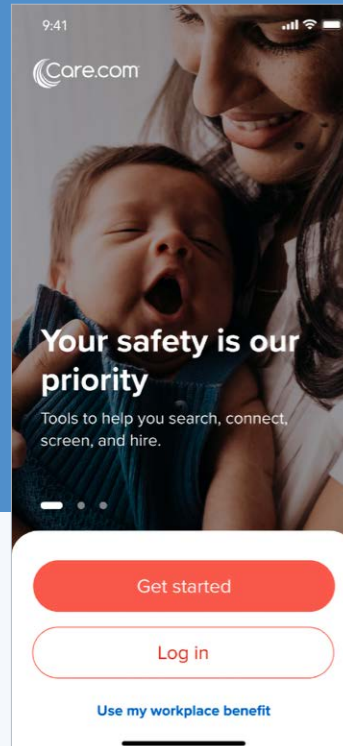 9:41
Care.com
Your safety is our
priority
Tools to help you search, connect,
screen, and hire.
Get started
Log in
Use my workplace benefit